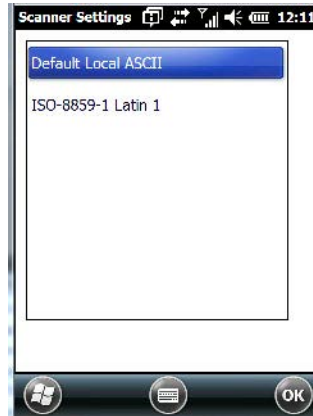 Scanner Settings 12:11
Default Local ASCII
ISO-8859-1 Latin 1
OK